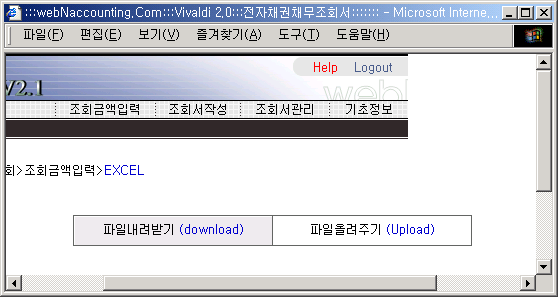 :::webNaccounting.Com:::Vivaldi 2.0:::전자채권채무조회서::::::: - Microsoft Internet...
파일(F) 편집(E) 보기(V) 즐겨찾기(A) 도구(T) 도움말(H)
Help Logout
V2.1
조회금액입력 조회서작성 조회서관리 기초정보
회>조회금액입력>EXCEL
파일내려받기 (download) 파일올려주기 (Upload)